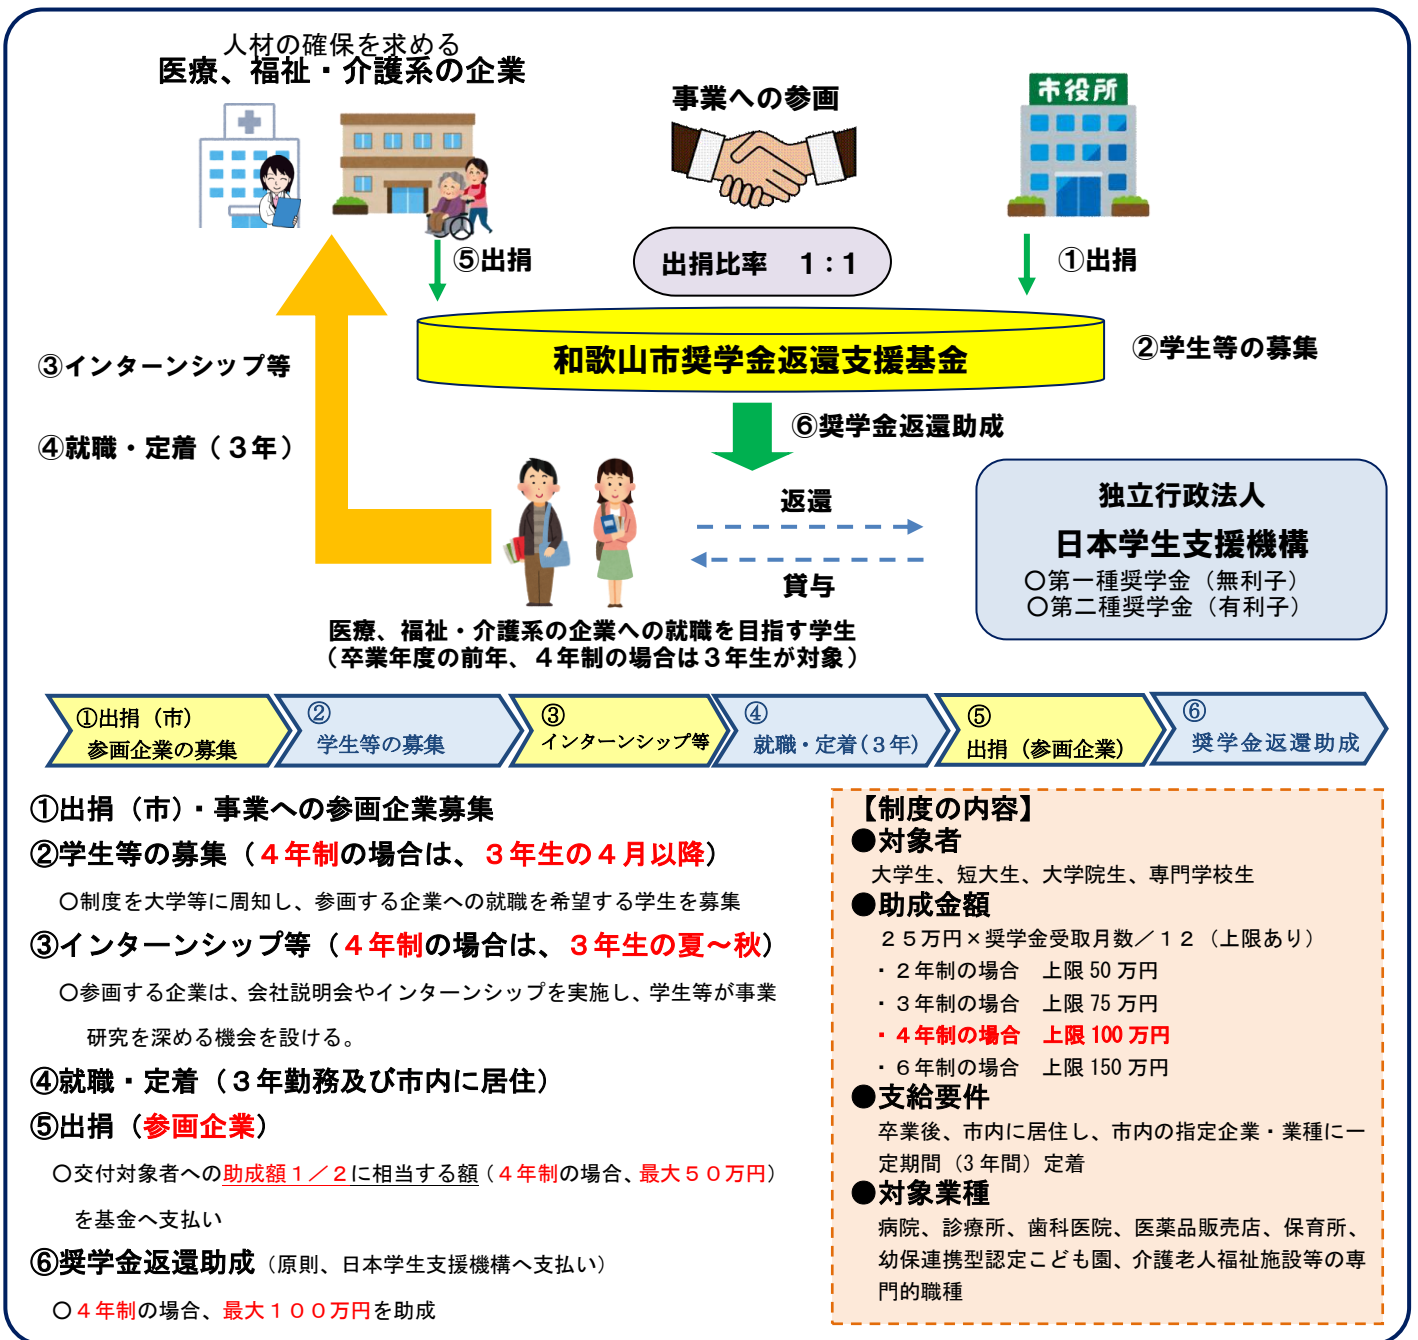 人材の確保を求める
医療、福祉・介護系の企業
事業への参画
市役所
⑤出捐
出捐比率　１：１
①出捐
和歌山市奨学金返還支援基金
②学生等の募集
③インターンシップ等
④就職・定着（３年）
⑥奨学金返還助成
返還
貸与
独立行政法人
日本学生支援機構
○第一種奨学金（無利子）
○第二種奨学金（有利子）
医療、福祉・介護系の企業への就職を目指す学生
（卒業年度の前年、４年制の場合は３年生が対象）
①出捐（市）
参画企業の募集
②
学生等の募集
③
インターンシップ等
④
就職・定着（３年）
⑤
出捐（参画企業）
⑥
奨学金返還助成
①出捐（市）・事業への参画企業募集
②学生等の募集（４年制の場合は、３年生の４月以降）
○制度を大学等に周知し、参画する企業への就職を希望する学生を募集
③インターンシップ等（４年制の場合は、３年生の夏～秋）
○参画する企業は、会社説明会やインターンシップを実施し、学生等が事業
研究を深める機会を設ける。
④就職・定着（３年勤務及び市内に居住）
⑤出捐（参画企業）
○交付対象者への助成額１／２に相当する額（４年制の場合、最大５０万円）
を基金へ支払い
⑥奨学金返還助成（原則、日本学生支援機構へ支払い）
○４年制の場合、最大１００万円を助成
【制度の内容】
●対象者
大学生、短大生、大学院生、専門学校生
●助成金額
２５万円×奨学金受取月数／１２（上限あり）
・２年制の場合　上限50万円
・３年制の場合　上限75万円
・４年制の場合　上限100万円
・６年制の場合　上限150万円
●支給要件
卒業後、市内に居住し、市内の指定企業・業種に一
定期間（3年間）定着
●対象業種
病院、診療所、歯科医院、医薬品販売店、保育所、
幼保連携型認定こども園、介護老人福祉施設等の専
門的職種